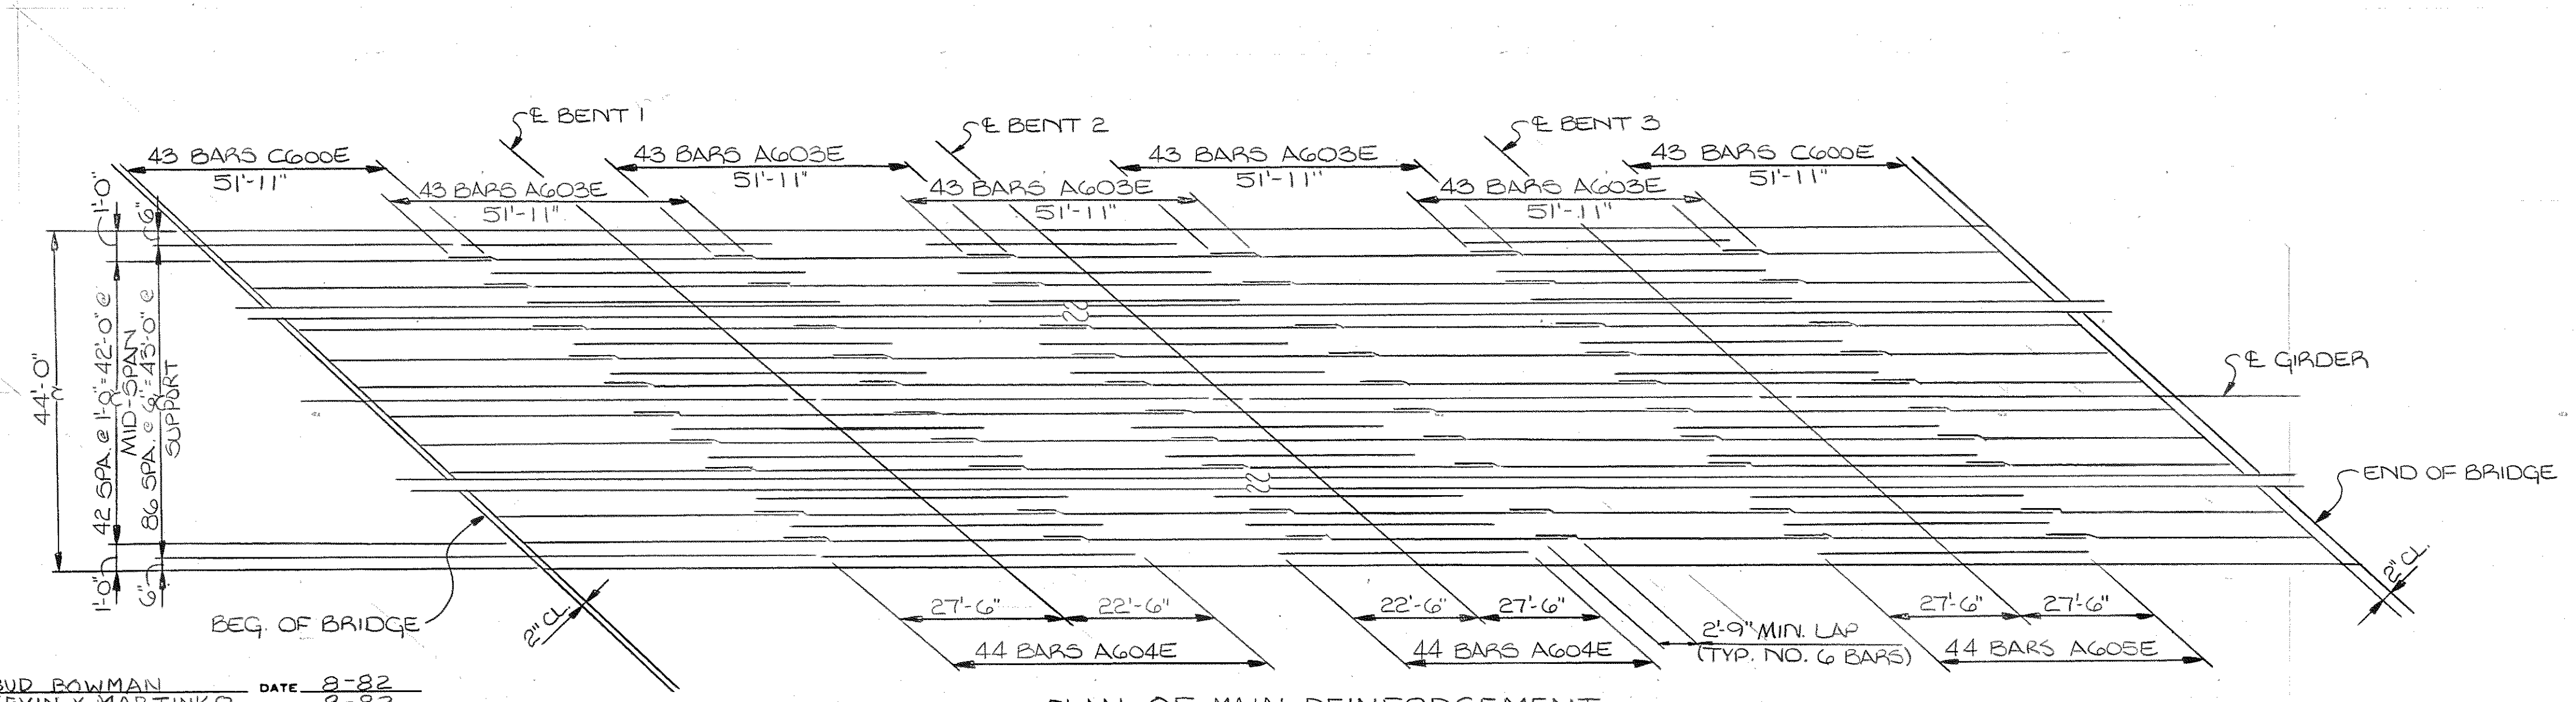 ℄ BENT 1
℄ BENT 2
℄ BENT 3
43 BARS C600E
51'-11"
43 BARS A603E
51'-11"
43 BARS A603E
51'-11"
43 BARS C600E
51'-11"
43 BARS A603E
51'-11"
43 BARS A603E
51'-11"
43 BARS A603E
51'-11"
1'-0"
6"
44'-0"
42 SPA. @ 1'-0" = 42'-0" @
MID-SPAN
86 SPA. @ 6" = 43'-0" @
SUPPORT
1'-0"
6"
℄ GIRDER
END OF BRIDGE
BEG. OF BRIDGE
2" CL.
2" CL.
27'-6"
22'-6"
44 BARS A604E
22'-6"
27'-6"
44 BARS A604E
2'-9" MIN. LAP
(TYP. NO. 6 BARS)
27'-6"
27'-6"
44 BARS A605E
BUD BOWMAN DATE 8-82
PLAN OF MAIN REINFORCEMENT